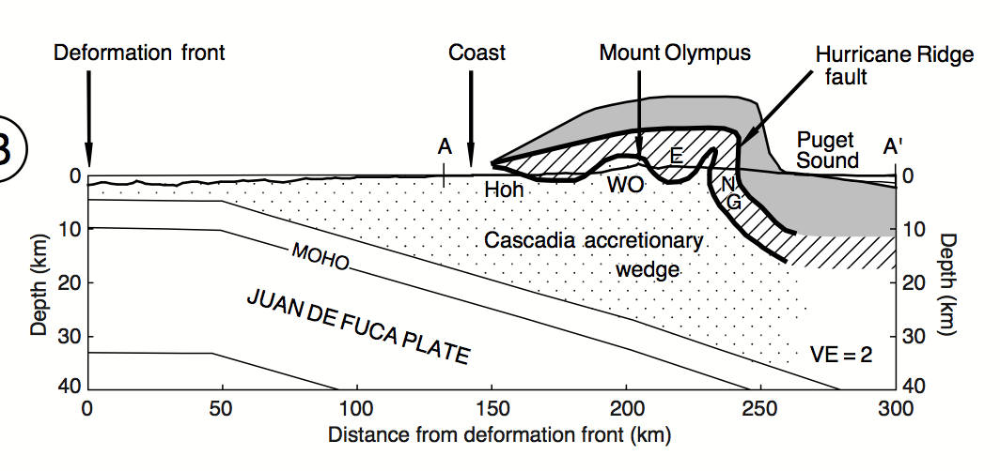 Deformation front
Coast
Mount Olympus
Hurricane Ridge
fault
A
Puget
Sound
A'
E
0
Hoh
WO
N
G
0
10
Cascadia accretionary
wedge
10
MOHO
20
20
JUAN DE FUCA PLATE
30
VE = 2
30
40
40
Depth (km)
Depth (km)
0
50
100
150
200
250
300
Distance from deformation front (km)